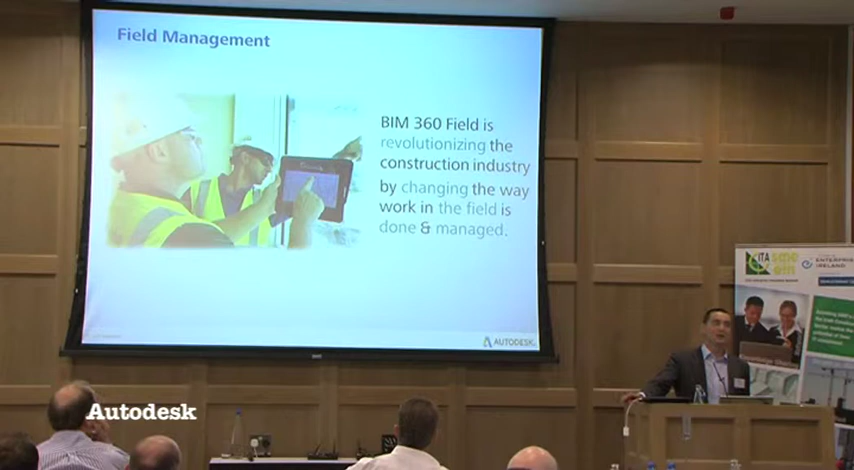 Field Management
BIM 360 Field is
revolutionizing the
construction industry
by changing the way
work in the field is
done & managed.
AUTODESK
Autodesk
ITA
ENTERPRISE
IRELAND